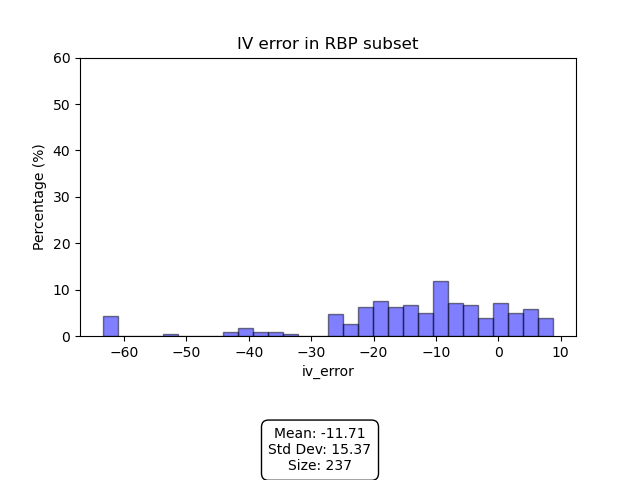 IV error in RBP subset
60
50
40
30
20
10
0
Percentage (%)
−60 −50 −40 −30 −20 −10 0 10
iv_error
Mean: -11.71
Std Dev: 15.37
Size: 237